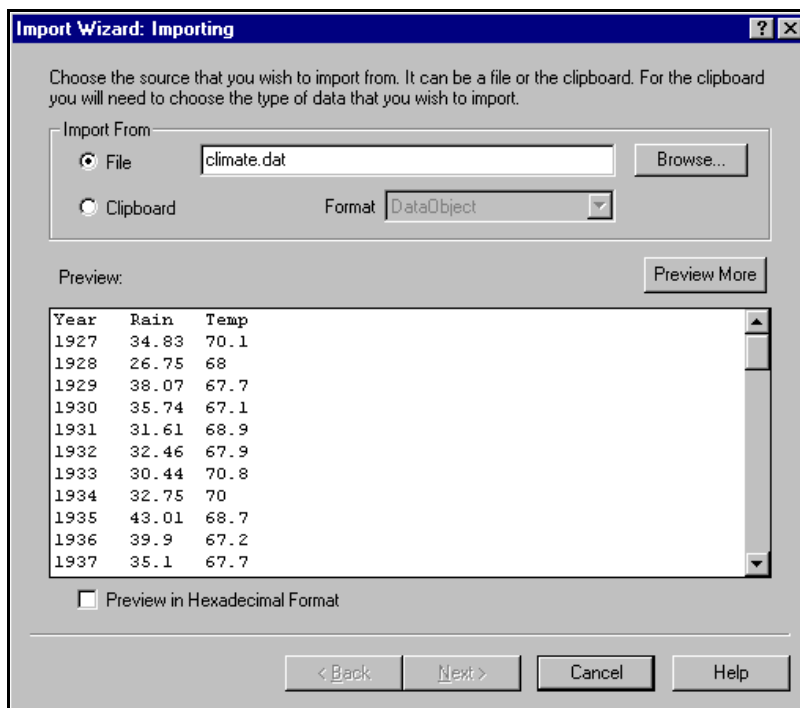 Import Wizard: Importing
Choose the source that you wish to import from. It can be a file or the clipboard. For the clipboard
you will need to choose the type of data that you wish to import.
Import From
File climate.dat Browse...
Clipboard Format DataObject
Preview: Preview More
Year Rain Temp
1927 34.83 70.1
1928 26.75 68
1929 38.07 67.7
1930 35.74 67.1
1931 31.61 68.9
1932 32.46 67.9
1933 30.44 70.8
1934 32.75 70
1935 43.01 68.7
1936 39.9 67.2
1937 35.1 67.7
Preview in Hexadecimal Format
< Back Next > Cancel Help